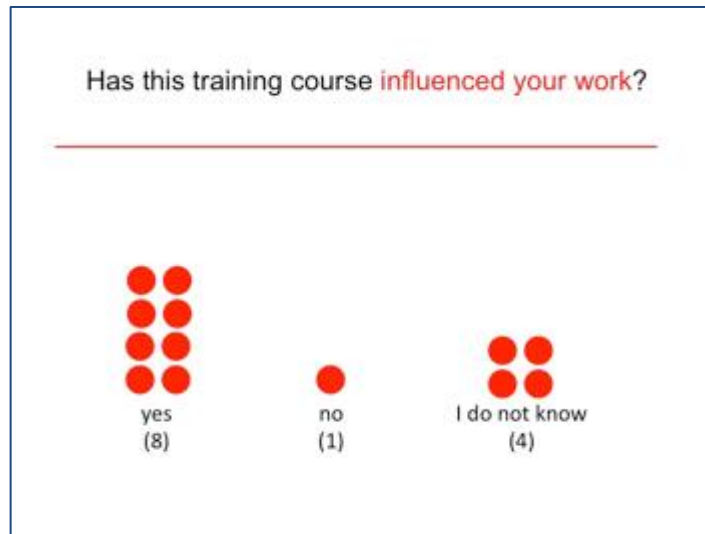 Has this training course influenced your work?
yes
(8)
no
(1)
I do not know
(4)